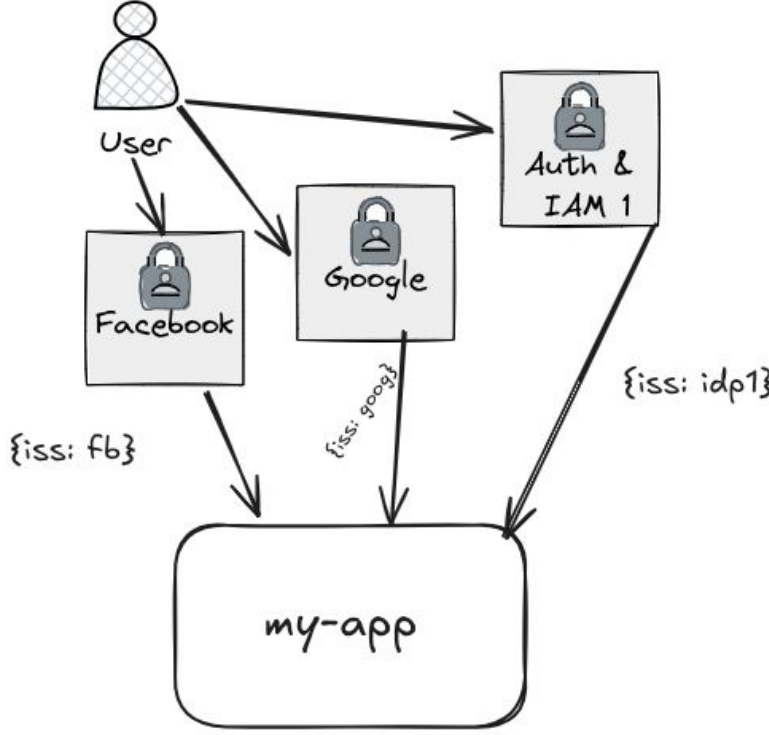 User
Auth &
IAM 1
Google
Facebook
{iss: goog}
{iss: idp1}
{iss: fb}
my-app